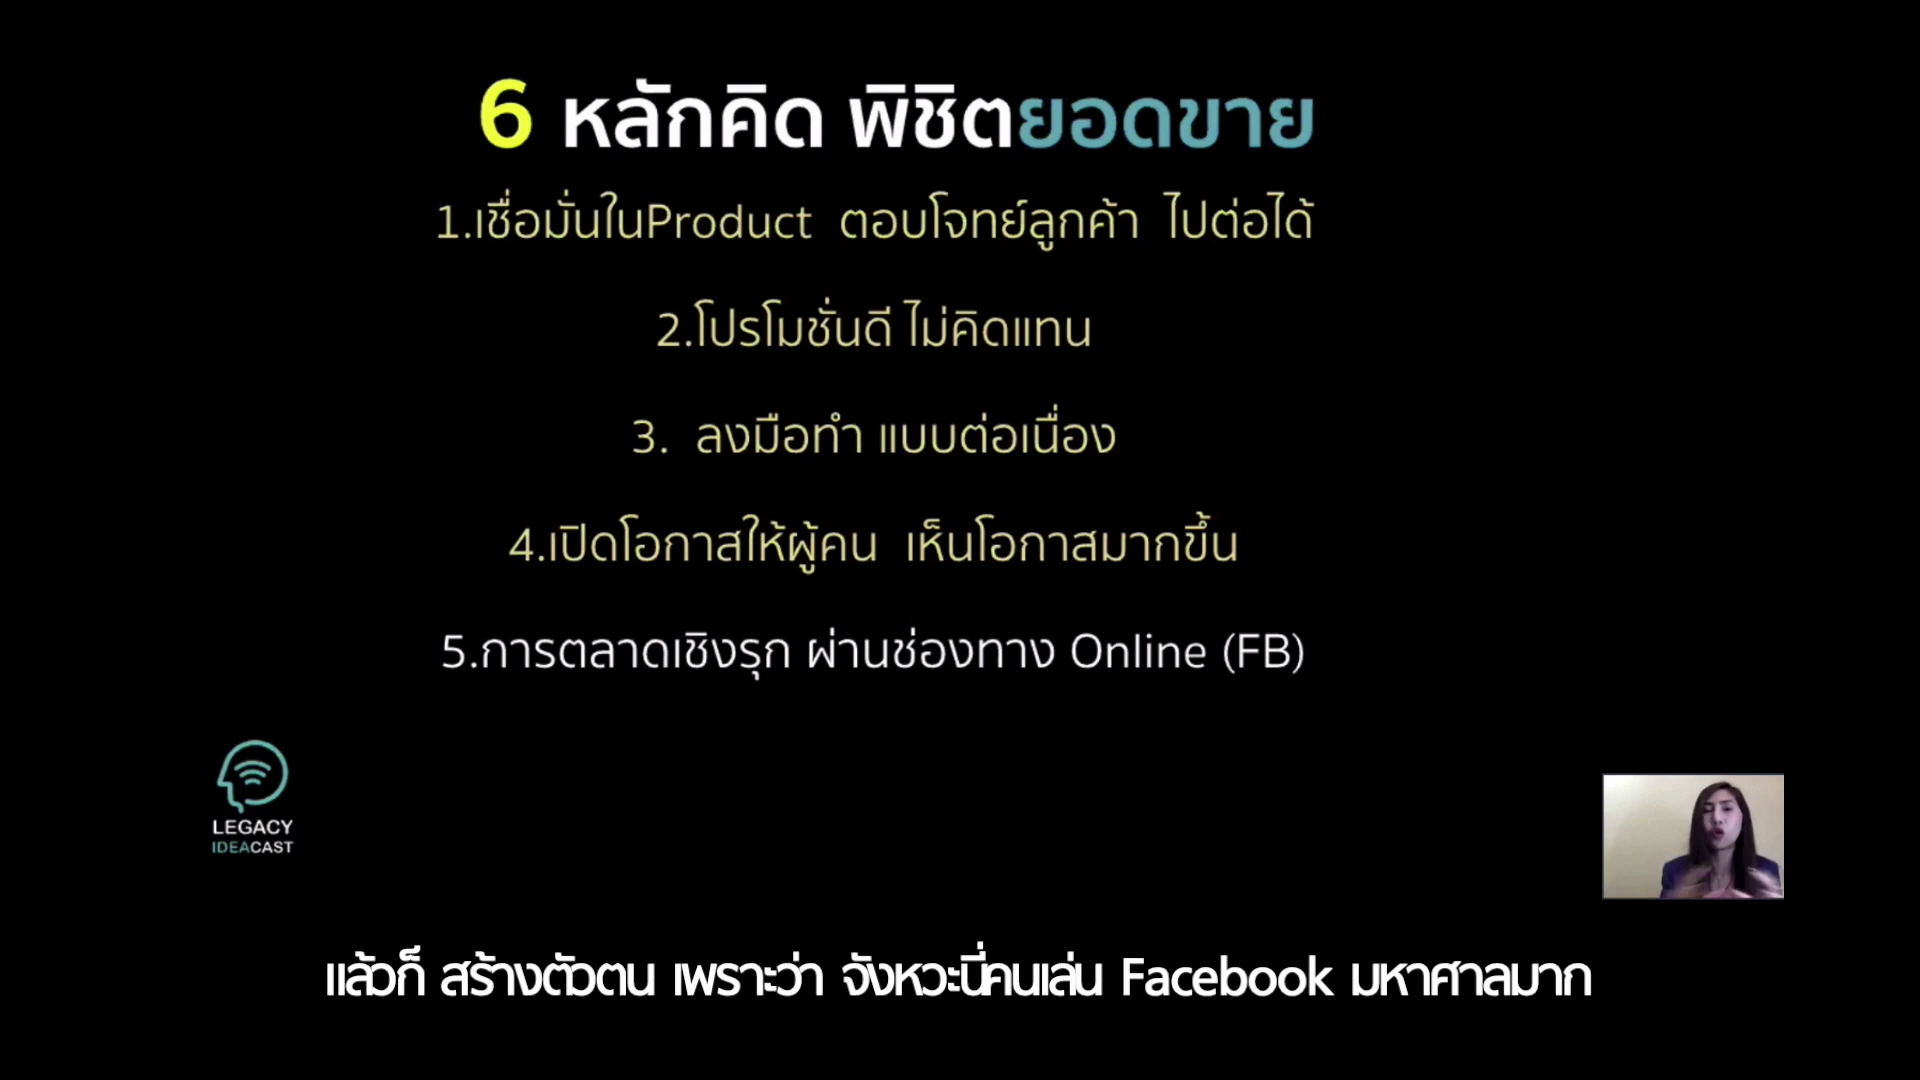 6 หลักคิด พิชิตยอดขาย
1.เชื่อมั่นในProduct ตอบโจทย์ลูกค้า ไปต่อได้
2.โปรโมชั่นดี ไม่คิดแทน
3. ลงมือทำ แบบต่อเนื่อง
4.เปิดโอกาสให้ผู้คน เห็นโอกาสมากขึ้น
5.การตลาดเชิงรุก ผ่านช่องทาง Online (FB)
LEGACY
IDEACAST
แล้วก็ สร้างตัวตน เพราะว่า จังหวะนี่คนเล่น Facebook มหาศาลมาก